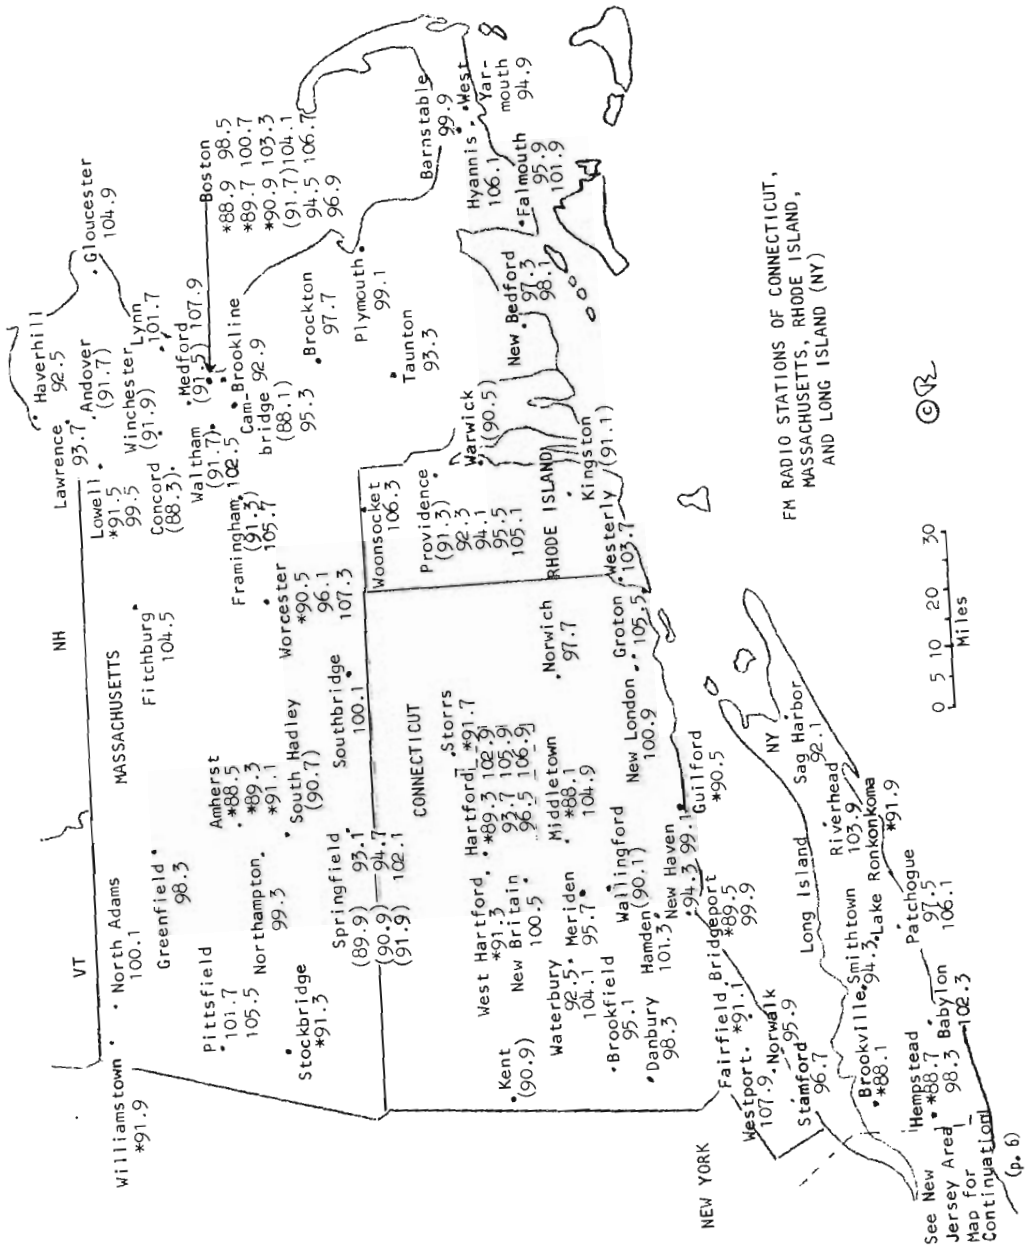 VT
NH
Williamstown
*91.9
North Adams
100.1
MASSACHUSETTS
Greenfield
98.3
Fitchburg
104.5
Lawrence
93.7
Haverhill
92.5
Lowell
*91.5
99.5
Andover
(91.7)
Gloucester
104.9
Winchester
(91.9)
Lynn
101.7
Concord
(88.3)
Medford
(91.5) 107.9
Waltham
(91.7)
102.5
Boston
*88.9 98.5
*89.7 100.7
*90.9 103.3
(91.7) 104.1
94.5 106.7
96.9
Cam-
bridge
(88.1)
95.3
Brookline
92.9
Framingham
(91.3)
105.7
Pittsfield
101.7
105.5
Amherst
*88.5
*89.3
*91.1
Northampton
99.3
South Hadley
(90.7)
Worcester
*90.5
96.1
107.3
Stockbridge
*91.3
Springfield
(89.9) 93.1
(90.9) 94.7
(91.9) 102.1
Southbridge
100.1
Brockton
97.7
Plymouth
99.1
Taunton
93.3
Barnstable
99.9
Hyannis
106.1
West
Yar-
mouth
94.9
Falmouth
95.9
101.9
New Bedford
97.3
98.1
Woonsocket
106.3
Providence
(91.3)
92.3
94.1
95.5
105.1
Warwick
(90.5)
RHODE ISLAND
Kingston
(91.1)
Westerly
103.7
CONNECTICUT
Storrs
*91.7
West Hartford
*91.3
Hartford
*89.3 102.9
93.7 105.9
96.5 106.9
New
Britain
100.5
Kent
(90.9)
Waterbury
92.5
104.1
Meriden
95.7
Middletown
*88.1
104.9
Norwich
97.7
Brookfield
95.1
Wallingford
(90.1)
Hamden
101.3
Danbury
98.3
New Haven
*94.3 99.1
New London
100.9
Groton
105.5
Guilford
*90.5
Fairfield
*91.1
Bridgeport
*89.5
99.9
Westport
107.9
Norwalk
95.9
Stamford
96.7
NEW YORK
Long Island
NY
Sag Harbor
92.1
Riverhead
103.9
Smithtown
94.3
Lake Ronkonkoma
*91.9
Brookville
*88.1
Patchogue
97.5
106.1
Hempstead
*88.7
98.3
Babylon
102.3
See New
Jersey Area
Map for
Continuation
(p. 6)
0 5 10 20 30
Miles
FM RADIO STATIONS OF CONNECTICUT,
MASSACHUSETTS, RHODE ISLAND,
AND LONG ISLAND (NY)
©